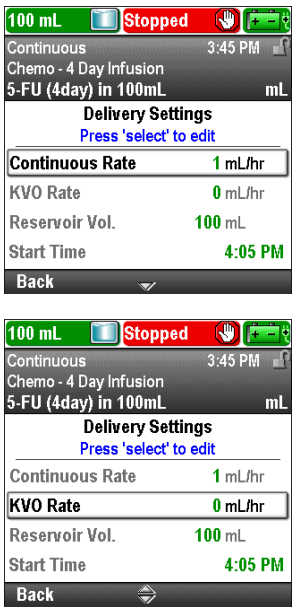 100 mL Stopped
Continuous 3:45 PM
Chemo - 4 Day Infusion
5-FU (4day) in 100mL mL
Delivery Settings
Press 'select' to edit
Continuous Rate 1 mL/hr
KVO Rate 0 mL/hr
Reservoir Vol. 100 mL
Start Time 4:05 PM
Back
100 mL Stopped
Continuous 3:45 PM
Chemo - 4 Day Infusion
5-FU (4day) in 100mL mL
Delivery Settings
Press 'select' to edit
Continuous Rate 1 mL/hr
KVO Rate 0 mL/hr
Reservoir Vol. 100 mL
Start Time 4:05 PM
Back